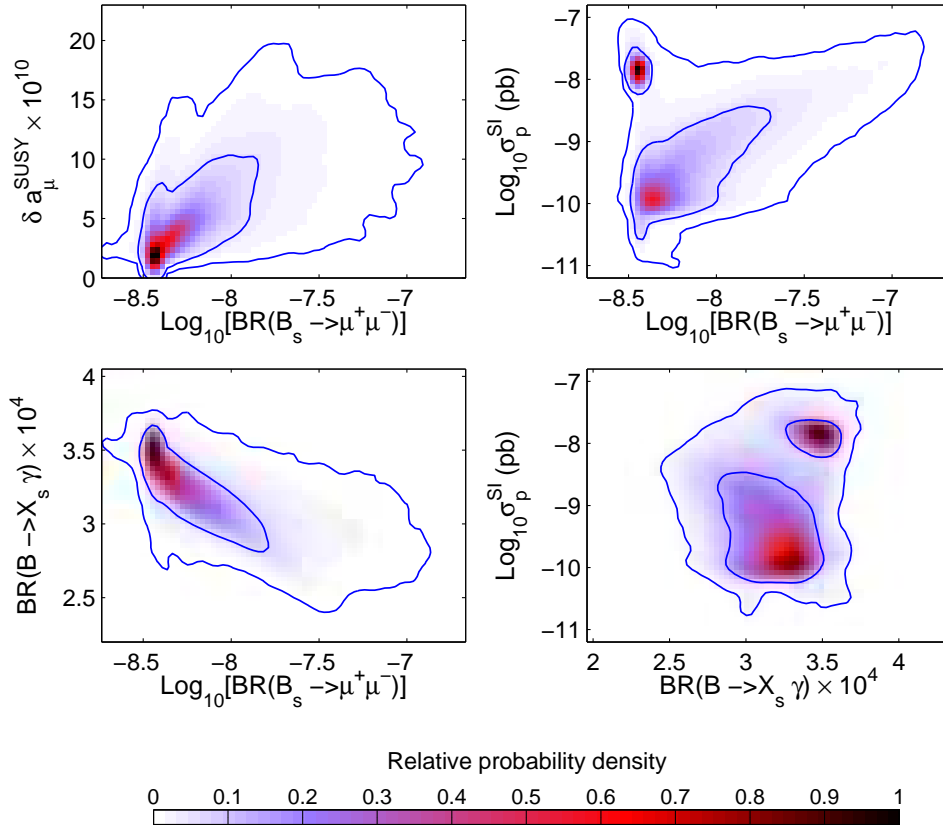 20
15
10
5
0
δ a_μ^SUSY × 10^10
−8.5 −8 −7.5 −7
Log_10[BR(B_s −>μ^+μ^−)]
−7
−8
−9
−10
−11
Log_10 σ_p^SI (pb)
−8.5 −8 −7.5 −7
Log_10[BR(B_s −>μ^+μ^−)]
4
3.5
3
2.5
BR(B −>X_s γ) × 10^4
−8.5 −8 −7.5 −7
Log_10[BR(B_s −>μ^+μ^−)]
−7
−8
−9
−10
−11
Log_10 σ_p^SI (pb)
2 3 3.5 4
BR(B −>X_s γ) × 10^4
Relative probability density
0 0.1 0.2 0.3 0.4 0.5 0.6 0.7 0.8 0.9 1